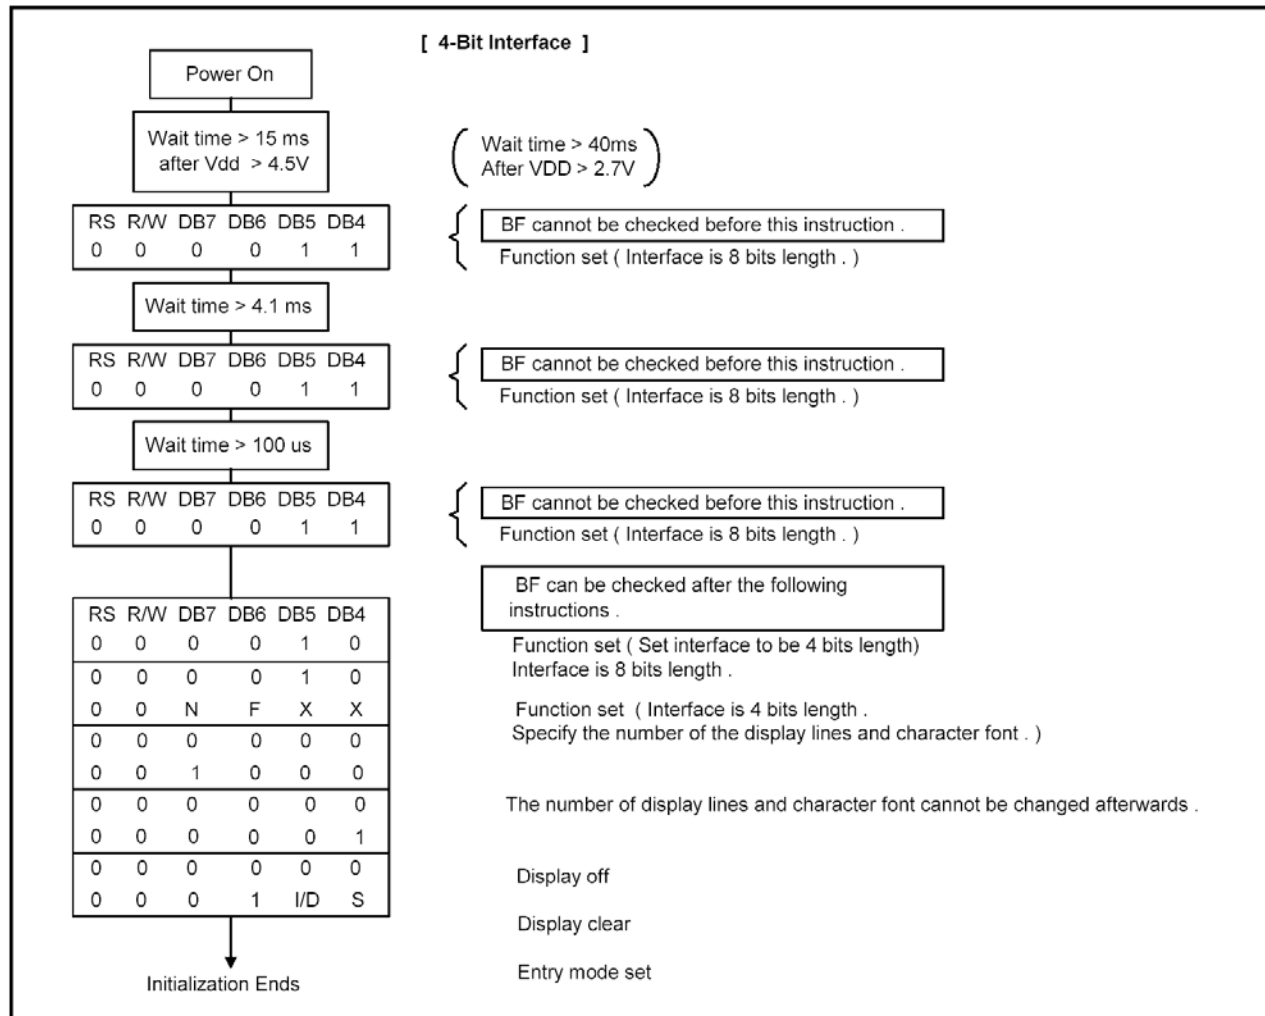 [ 4-Bit Interface ]
Power On
Wait time > 15 ms
after Vdd > 4.5V
Wait time > 40ms
After VDD > 2.7V
RS R/W DB7 DB6 DB5 DB4
0 0 0 0 1 1
BF cannot be checked before this instruction .
Function set ( Interface is 8 bits length . )
Wait time > 4.1 ms
RS R/W DB7 DB6 DB5 DB4
0 0 0 0 1 1
BF cannot be checked before this instruction .
Function set ( Interface is 8 bits length . )
Wait time > 100 us
RS R/W DB7 DB6 DB5 DB4
0 0 0 0 1 1
BF cannot be checked before this instruction .
Function set ( Interface is 8 bits length . )
RS R/W DB7 DB6 DB5 DB4
0 0 0 0 1 0
0 0 0 0 1 0
0 0 N F X X
0 0 0 0 0 0
0 0 1 0 0 0
0 0 0 0 0 0
0 0 0 0 0 1
0 0 0 0 0 0
0 0 0 1 I/D S
BF can be checked after the following
instructions .
Function set ( Set interface to be 4 bits length)
Interface is 8 bits length .
Function set ( Interface is 4 bits length .
Specify the number of the display lines and character font . )
The number of display lines and character font cannot be changed afterwards .
Display off
Display clear
Entry mode set
Initialization Ends